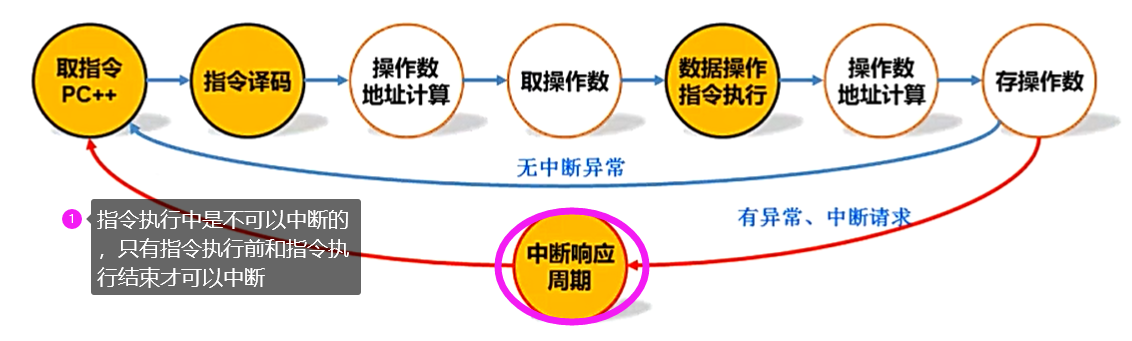 取指令
PC++
指令译码
操作数
地址计算
取操作数
数据操作
指令执行
操作数
地址计算
存操作数
无中断异常
有异常、中断请求
1
指令执行中是不可以中断的
，只有指令执行前和指令执
行结束才可以中断
中断响应
周期